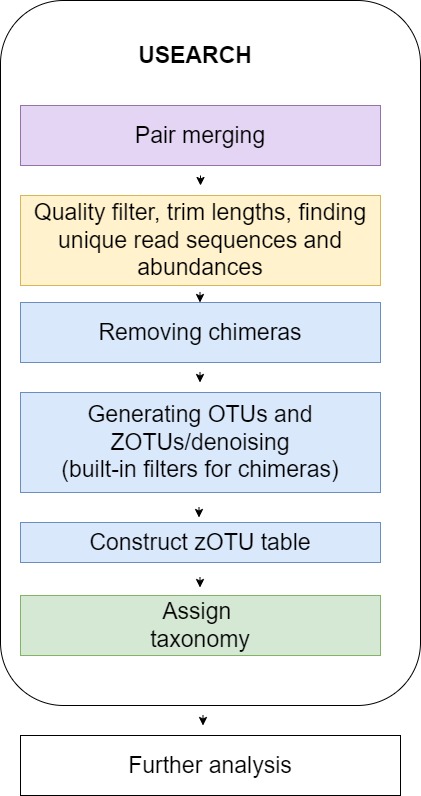 USEARCH
Pair merging
Quality filter, trim lengths, finding
unique read sequences and
abundances
Removing chimeras
Generating OTUs and
ZOTUs/denoising
(built-in filters for chimeras)
Construct zOTU table
Assign
taxonomy
Further analysis